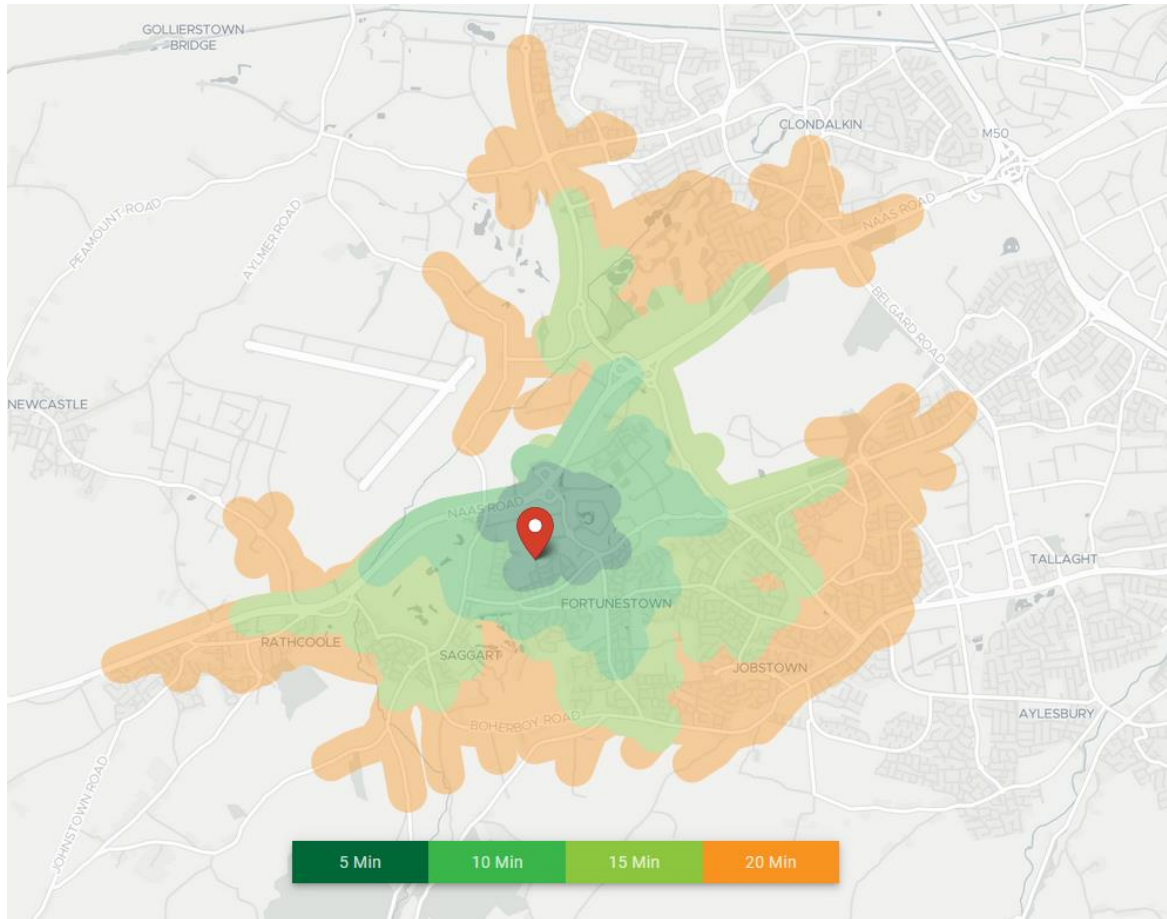 GOLLIERSTOWN
BRIDGE
CLONDALKIN
M50
PEAMOUNT ROAD
AYLMER ROAD
NAAS ROAD
BELGARD ROAD
NEWCASTLE
NAAS ROAD
TALLAGHT
FORTUNESTOWN
RATHCOOLE
SAGGART
JOBSTOWN
AYLESBURY
BOHERBOY ROAD
JOHNSTOWN ROAD
5 Min
10 Min
15 Min
20 Min